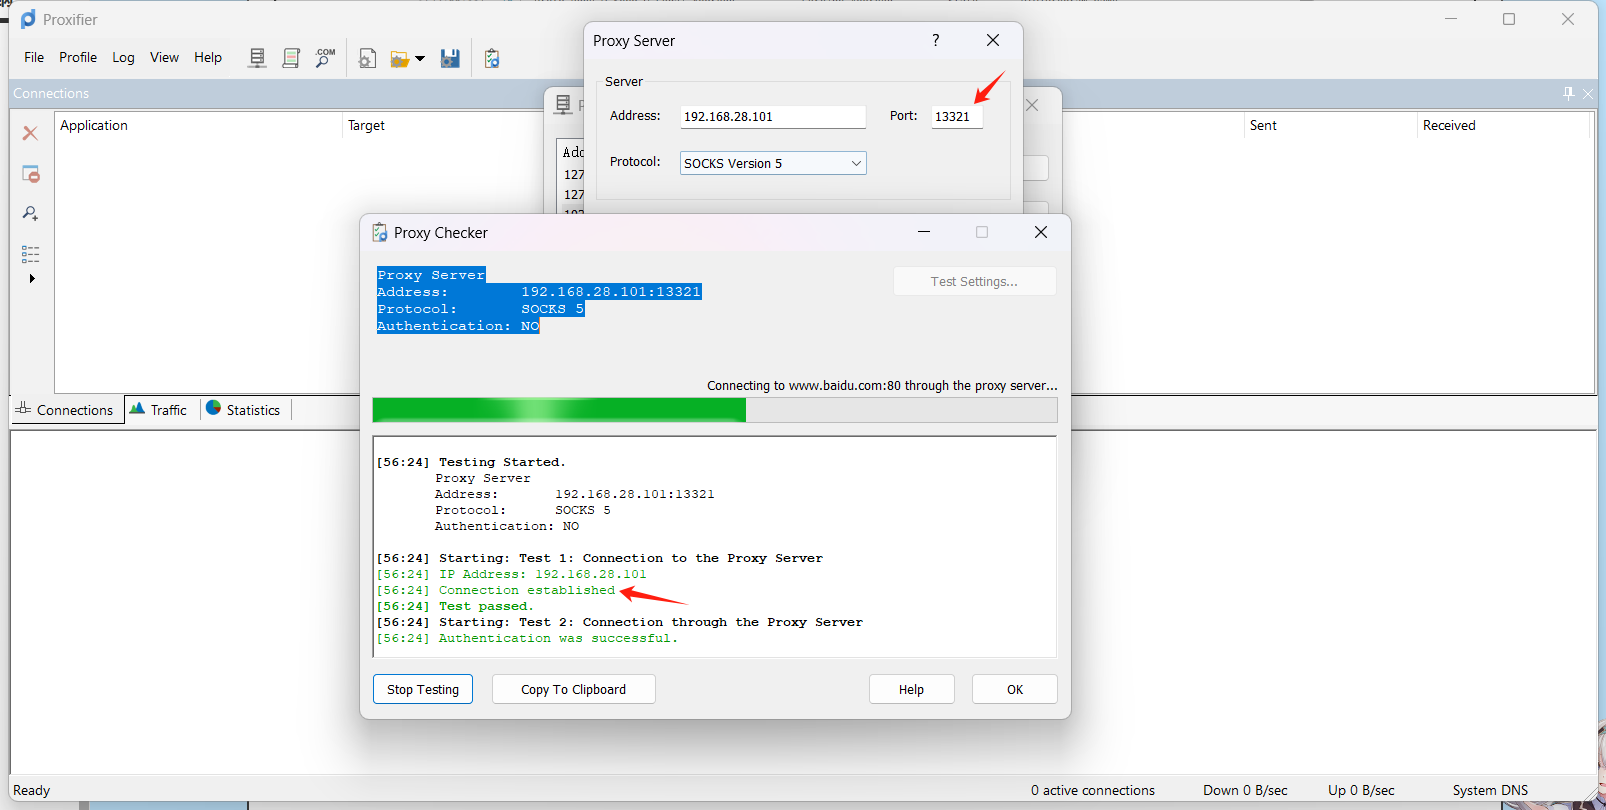 Proxifier
File Profile Log View Help
.COM
Connections
Application Target Sent Received
Proxy Server ?
Server
Address: 192.168.28.101 Port: 13321
Protocol: SOCKS Version 5
127
127
Proxy Checker
Proxy Server
Address: 192.168.28.101:13321
Protocol: SOCKS 5
Authentication: NO
Test Settings...
Connecting to www.baidu.com:80 through the proxy server...
Connections Traffic Statistics
[56:24] Testing Started.
Proxy Server
Address: 192.168.28.101:13321
Protocol: SOCKS 5
Authentication: NO
[56:24] Starting: Test 1: Connection to the Proxy Server
[56:24] IP Address: 192.168.28.101
[56:24] Connection established
[56:24] Test passed.
[56:24] Starting: Test 2: Connection through the Proxy Server
[56:24] Authentication was successful.
Stop Testing Copy To Clipboard Help OK
Ready 0 active connections Down 0 B/sec Up 0 B/sec System DNS